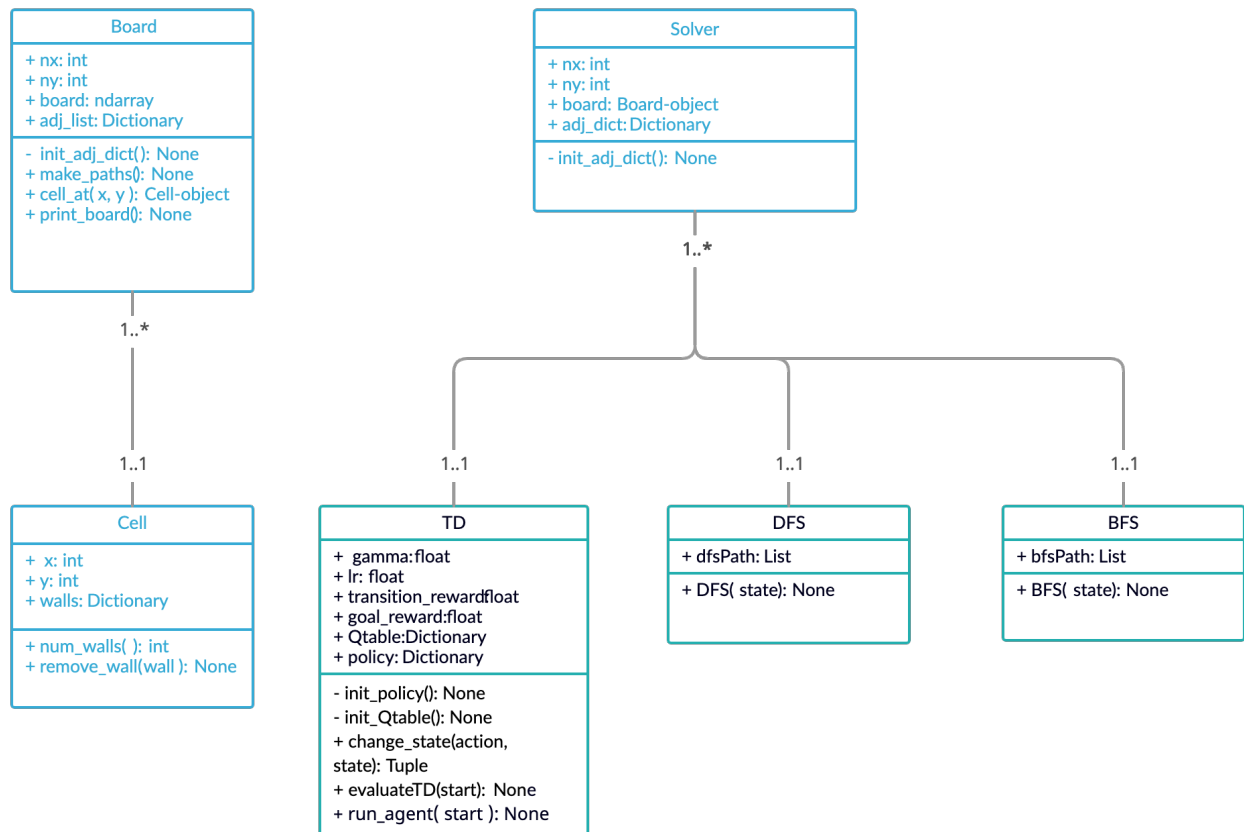 Board
+ nx: int
+ ny: int
+ board: ndarray
+ adj_list: Dictionary
- init_adj_dict(): None
+ make_paths(): None
+ cell_at( x, y ): Cell-object
+ print_board(): None
Solver
+ nx: int
+ ny: int
+ board: Board-object
+ adj_dict: Dictionary
- init_adj_dict(): None
1..*
1..*
1..1
1..1
1..1
1..1
Cell
+ x: int
+ y: int
+ walls: Dictionary
+ num_walls( ): int
+ remove_wall(wall ): None
TD
+ gamma:float
+ lr: float
+ transition_rewardfloat
+ goal_reward:float
+ Qtable:Dictionary
+ policy: Dictionary
- init_policy(): None
- init_Qtable(): None
+ change_state(action,
state): Tuple
+ evaluateTD(start): None
+ run_agent( start ): None
DFS
+ dfsPath: List
+ DFS( state): None
BFS
+ bfsPath: List
+ BFS( state): None